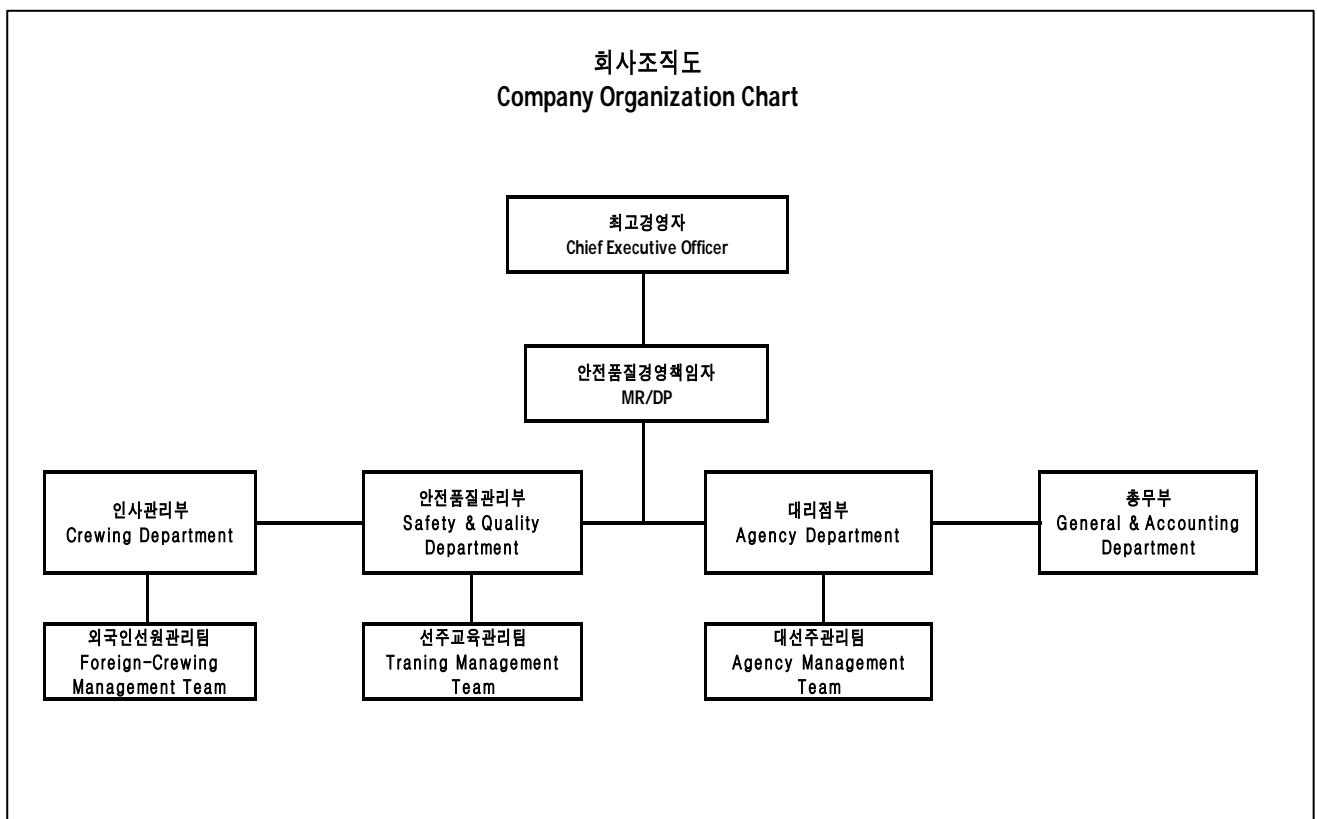 회사조직도
Company Organization Chart
최고경영자
Chief Executive Officer
안전품질경영책임자
MR/DP
인사관리부
Crewing Department
안전품질관리부
Safety & Quality
Department
대리점부
Agency Department
총무부
General & Accounting
Department
외국인선원관리팀
Foreign-Crewing
Management Team
선주교육관리팀
Traning Management
Team
대선주관리팀
Agency Management
Team